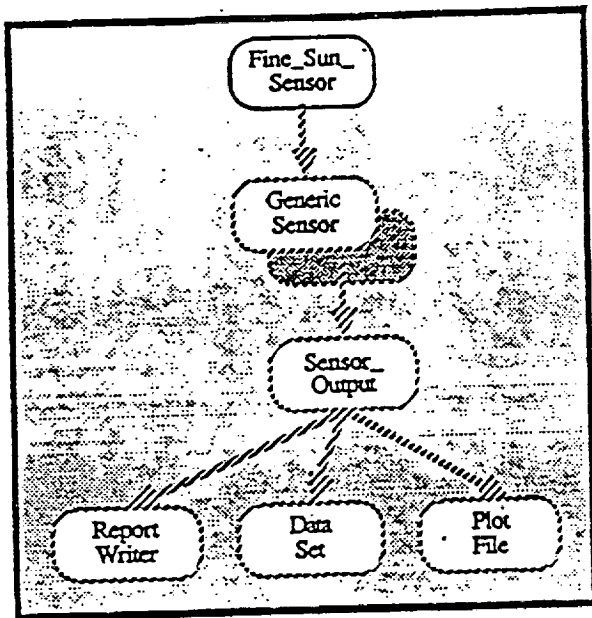 Fine_Sun_
Sensor
Generic
Sensor
Sensor_
Output
Report
Writer
Data
Set
Plot
File